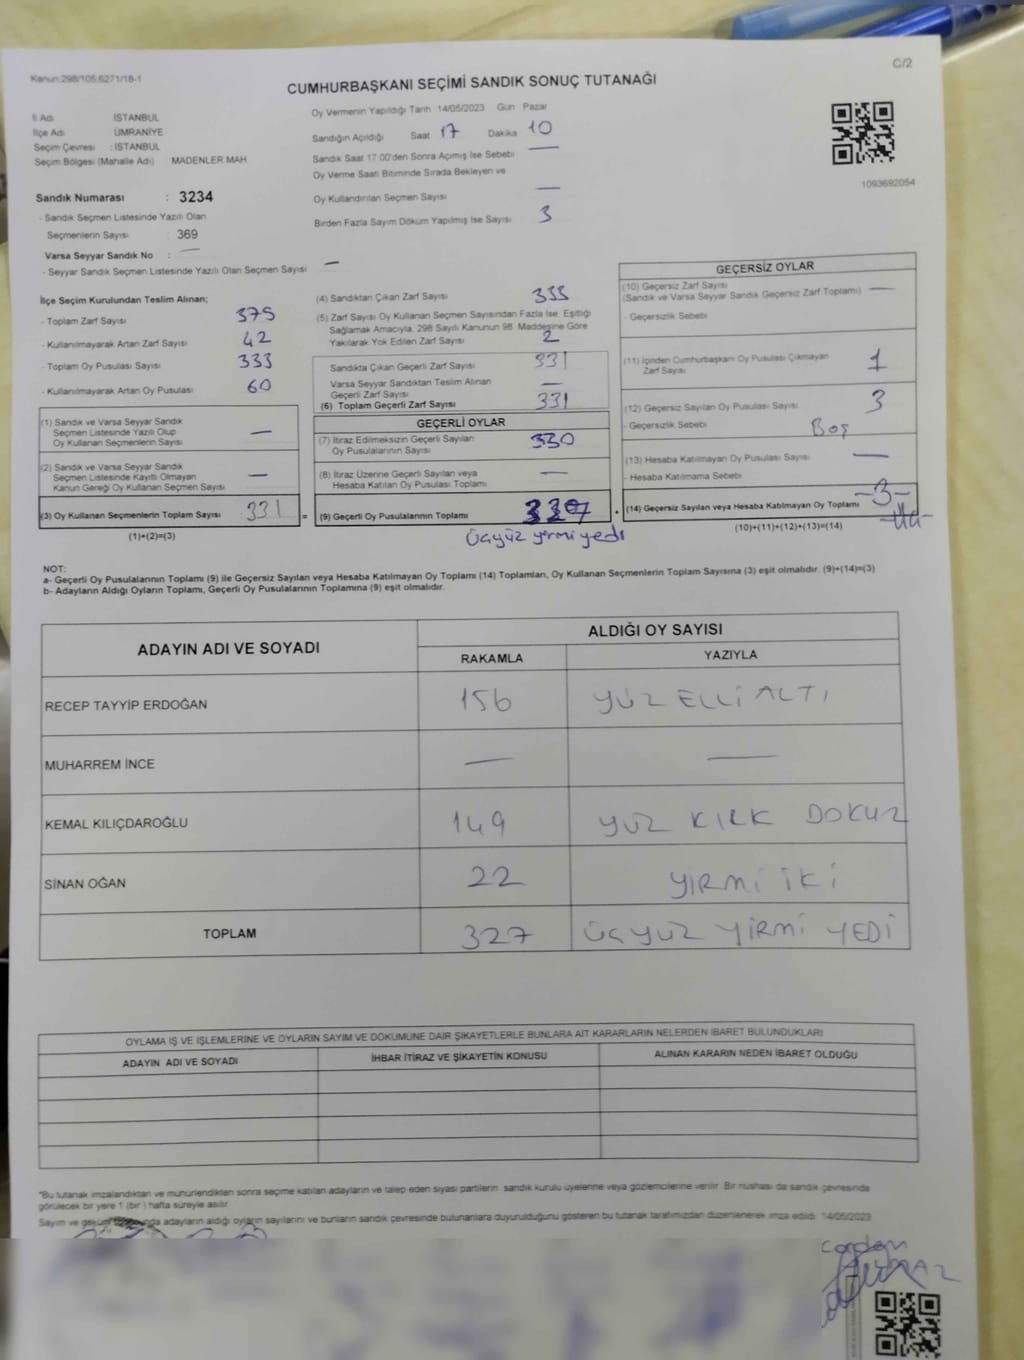 Kanun:298/105;6271/18-1
C/2
CUMHURBAŞKANI SEÇİMİ SANDIK SONUÇ TUTANAĞI
İl Adı İSTANBUL
İlçe Adı ÜMRANİYE
Seçim Çevresi : İSTANBUL
Seçim Bölgesi (Mahalle Adı) MADENLER MAH
Sandık Numarası : 3234
- Sandık Seçmen Listesinde Yazılı Olan
Seçmenlerin Sayısı : 369
Varsa Seyyar Sandık No : —
- Seyyar Sandık Seçmen Listesinde Yazılı Olan Seçmen Sayısı —
Oy Vermenin Yapıldığı Tarih 14/05/2023 Gün Pazar
Sandığın Açıldığı Saat 17 Dakika 10
Sandık Saat 17.00'den Sonra Açımış İse Sebebi —
Oy Verme Saati Bitiminde Sırada Bekleyen ve
Oy Kullandırılan Seçmen Sayısı —
Birden Fazla Sayım Döküm Yapılmış İse Sayısı 3
1093692054
İlçe Seçim Kurulundan Teslim Alınan;
- Toplam Zarf Sayısı 375
- Kullanılmayarak Artan Zarf Sayısı 42
- Toplam Oy Pusulası Sayısı 333
- Kullanılmayarak Artan Oy Pusulası 60
(1) Sandık ve Varsa Seyyar Sandık
Seçmen Listesinde Yazılı Olup
Oy Kullanan Seçmenlerin Sayısı —
(2) Sandık ve Varsa Seyyar Sandık
Seçmen Listesinde Kayıtlı Olmayan
Kanun Gereği Oy Kullanan Seçmen Sayısı —
(3) Oy Kullanan Seçmenlerin Toplam Sayısı 331 =
(1)+(2)=(3)
(4) Sandıktan Çıkan Zarf Sayısı 333
(5) Zarf Sayısı Oy Kullanan Seçmen Sayısından Fazla İse, Eşitliği
Sağlamak Amacıyla, 298 Sayılı Kanunun 98. Maddesine Göre
Yakılarak Yok Edilen Zarf Sayısı 2
Sandıkta Çıkan Geçerli Zarf Sayısı 331
Varsa Seyyar Sandıktan Teslim Alınan
Geçerli Zarf Sayısı —
(6) Toplam Geçerli Zarf Sayısı 331
GEÇERLİ OYLAR
(7) İtiraz Edilmeksizin Geçerli Sayılan
Oy Pusulasının Sayısı 330
(8) İtiraz Üzerine Geçerli Sayılan veya
Hesaba Katılan Oy Pusulası Toplamı —
(9) Geçerli Oy Pusulalarının Toplamı 327 +
Üçyüz yirmi yedi
GEÇERSİZ OYLAR
(10) Geçersiz Zarf Sayısı
(Sandık ve Varsa Seyyar Sandık Geçersiz Zarf Toplamı) —
- Geçersizlik Sebebi
(11) İçinden Cumhurbaşkanı Oy Pusulası Çıkmayan
Zarf Sayısı 1
(12) Geçersiz Sayılan Oy Pusulası Sayısı 3
- Geçersizlik Sebebi Boş
(13) Hesaba Katılmayan Oy Pusulası Sayısı —
- Hesaba Katılmama Sebebi
(14) Geçersiz Sayılan veya Hesaba Katılmayan Oy Toplamı -3-
(10)+(11)+(12)+(13)=(14)
NOT:
a- Geçerli Oy Pusulalarının Toplamı (9) ile Geçersiz Sayılan veya Hesaba Katılmayan Oy Toplamı (14) Toplamları, Oy Kullanan Seçmenlerin Toplam Sayısına (3) eşit olmalıdır. (9)+(14)=(3)
b- Adayların Aldığı Oyların Toplamı, Geçerli Oy Pusulalarının Toplamına (9) eşit olmalıdır.
ADAYIN ADI VE SOYADI ALDIĞI OY SAYISI
RAKAMLA YAZIYLA
RECEP TAYYİP ERDOĞAN 156 YÜZ ELLİ ALTI
MUHARREM İNCE — —
KEMAL KILIÇDAROĞLU 149 YÜZ KIRK DOKUZ
SİNAN OĞAN 22 YİRMİ İKİ
TOPLAM 327 ÜÇYÜZ YİRMİ YEDİ
OYLAMA İŞ VE İŞLEMLERİNE VE OYLARIN SAYIM VE DÖKÜMÜNE DAİR ŞİKAYETLERLE BUNLARA AİT KARARLARIN NELERDEN İBARET BULUNDUKLARI
ADAYIN ADI VE SOYADI İHBAR İTİRAZ VE ŞİKAYETİN KONUSU ALINAN KARARIN NEDEN İBARET OLDUĞU
"Bu tutanak imzalandıktan ve mühürlendikten sonra seçime katılan adayların ve talep eden siyasi partilerin sandık kurulu üyelerine veya gözlemcilerine verilir. Bir nüshası da sandık çevresinde
görülecek bir yere 1 (bir) hafta süreyle asılır.
Sayım ve adayların aldığı oyların sayılarını ve bunların sandık çevresinde bulunanlara duyurulduğunu gösteren bu tutanak tarafımızdan düzenlenerek imza edildi. 14/05/2023